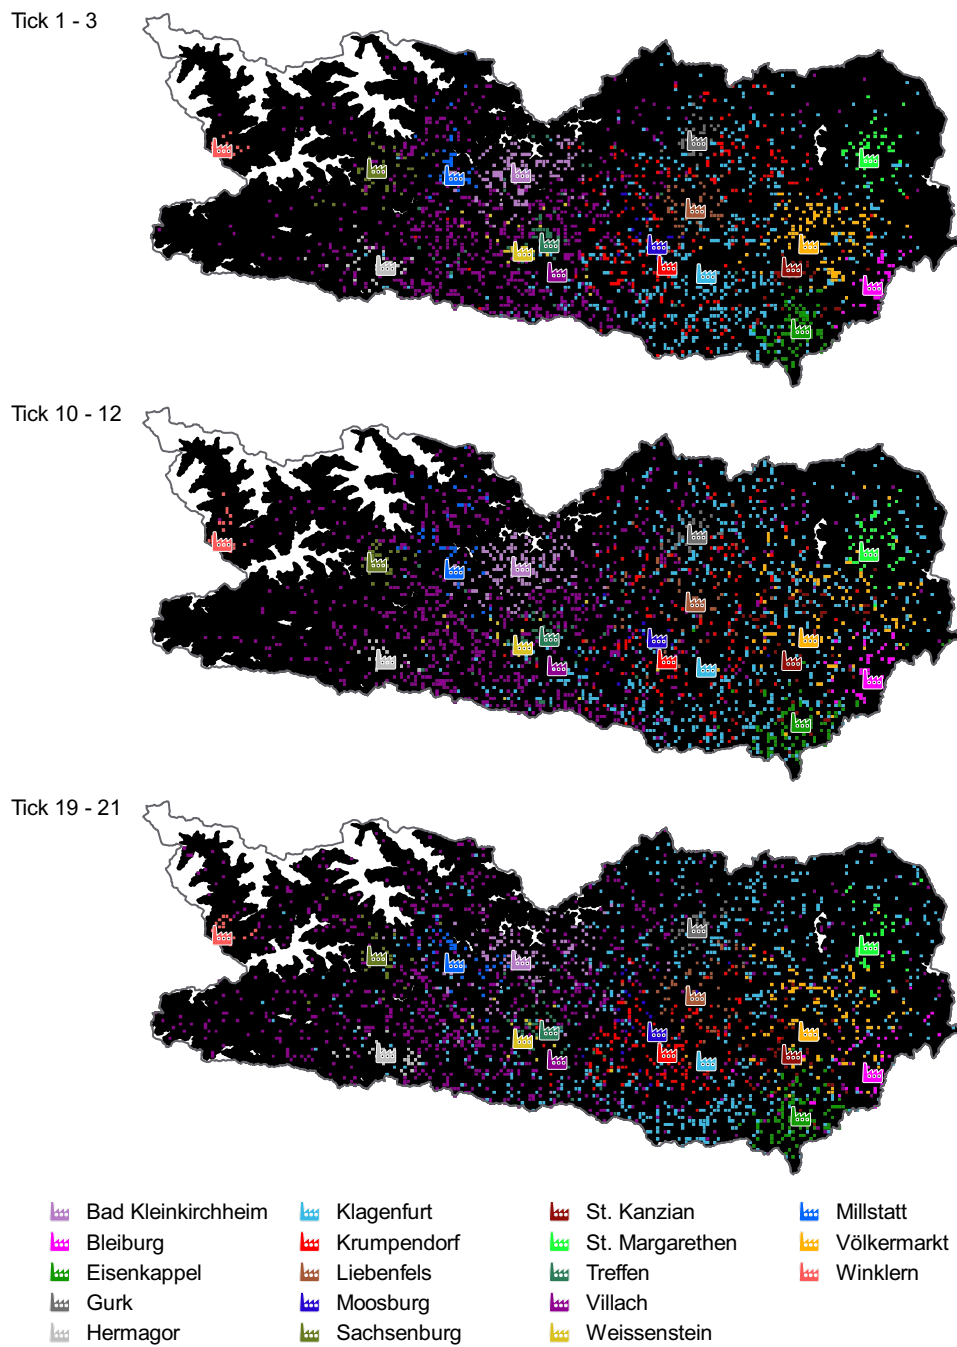 Tick 1 - 3
Tick 10 - 12
Tick 19 - 21
Bad Kleinkirchheim
Bleiburg
Eisenkappel
Gurk
Hermagor
Klagenfurt
Krumpendorf
Liebenfels
Moosburg
Sachsenburg
St. Kanzian
St. Margarethen
Treffen
Villach
Weissenstein
Millstatt
Völkermarkt
Winklern